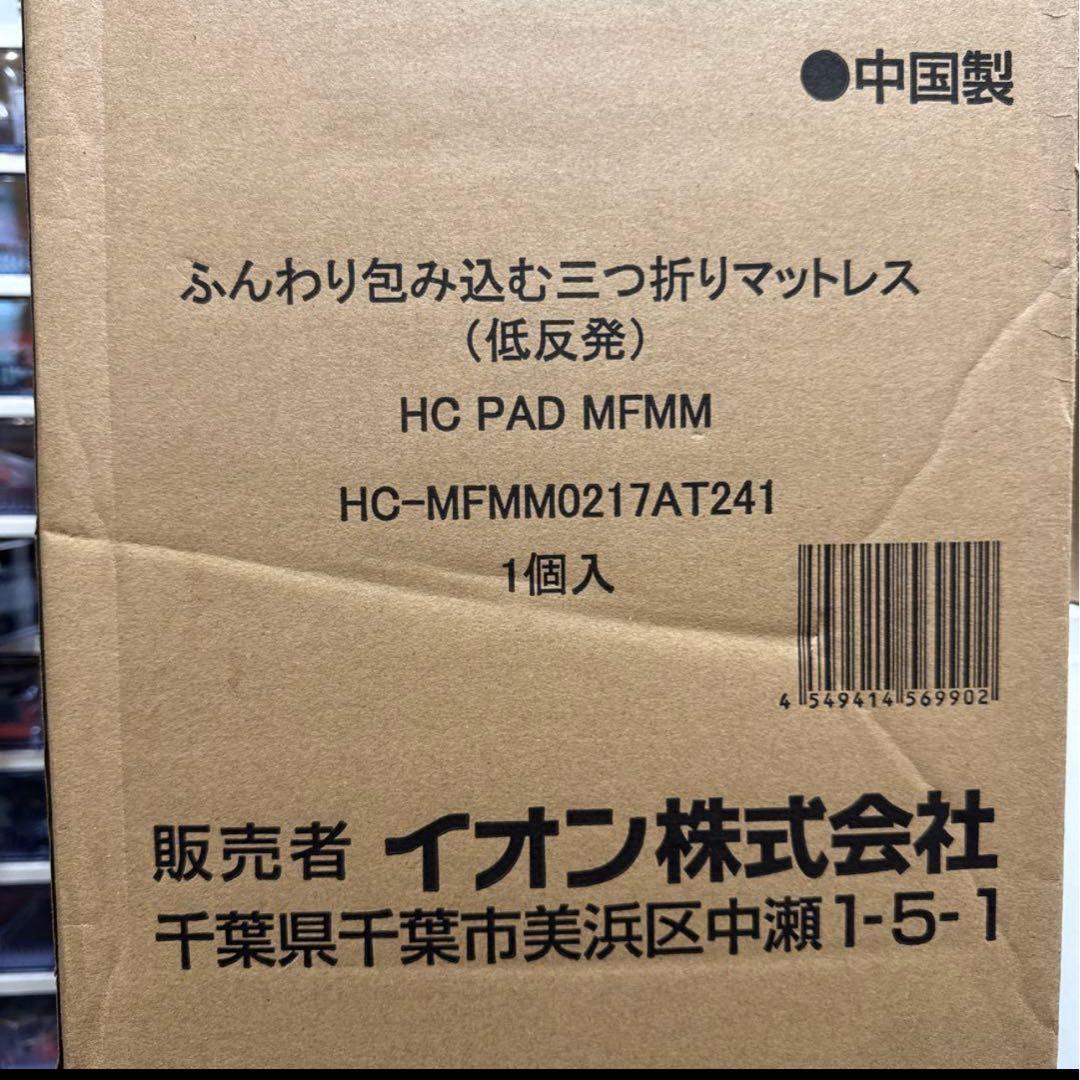 ●中国製
ふんわり包み込む三つ折りマットレス
（低反発）
HC PAD MFMM
HC-MFMM0217AT241
1個入
4 549414 569902
販売者 イオン株式会社
千葉県千葉市美浜区中瀬1-5-1